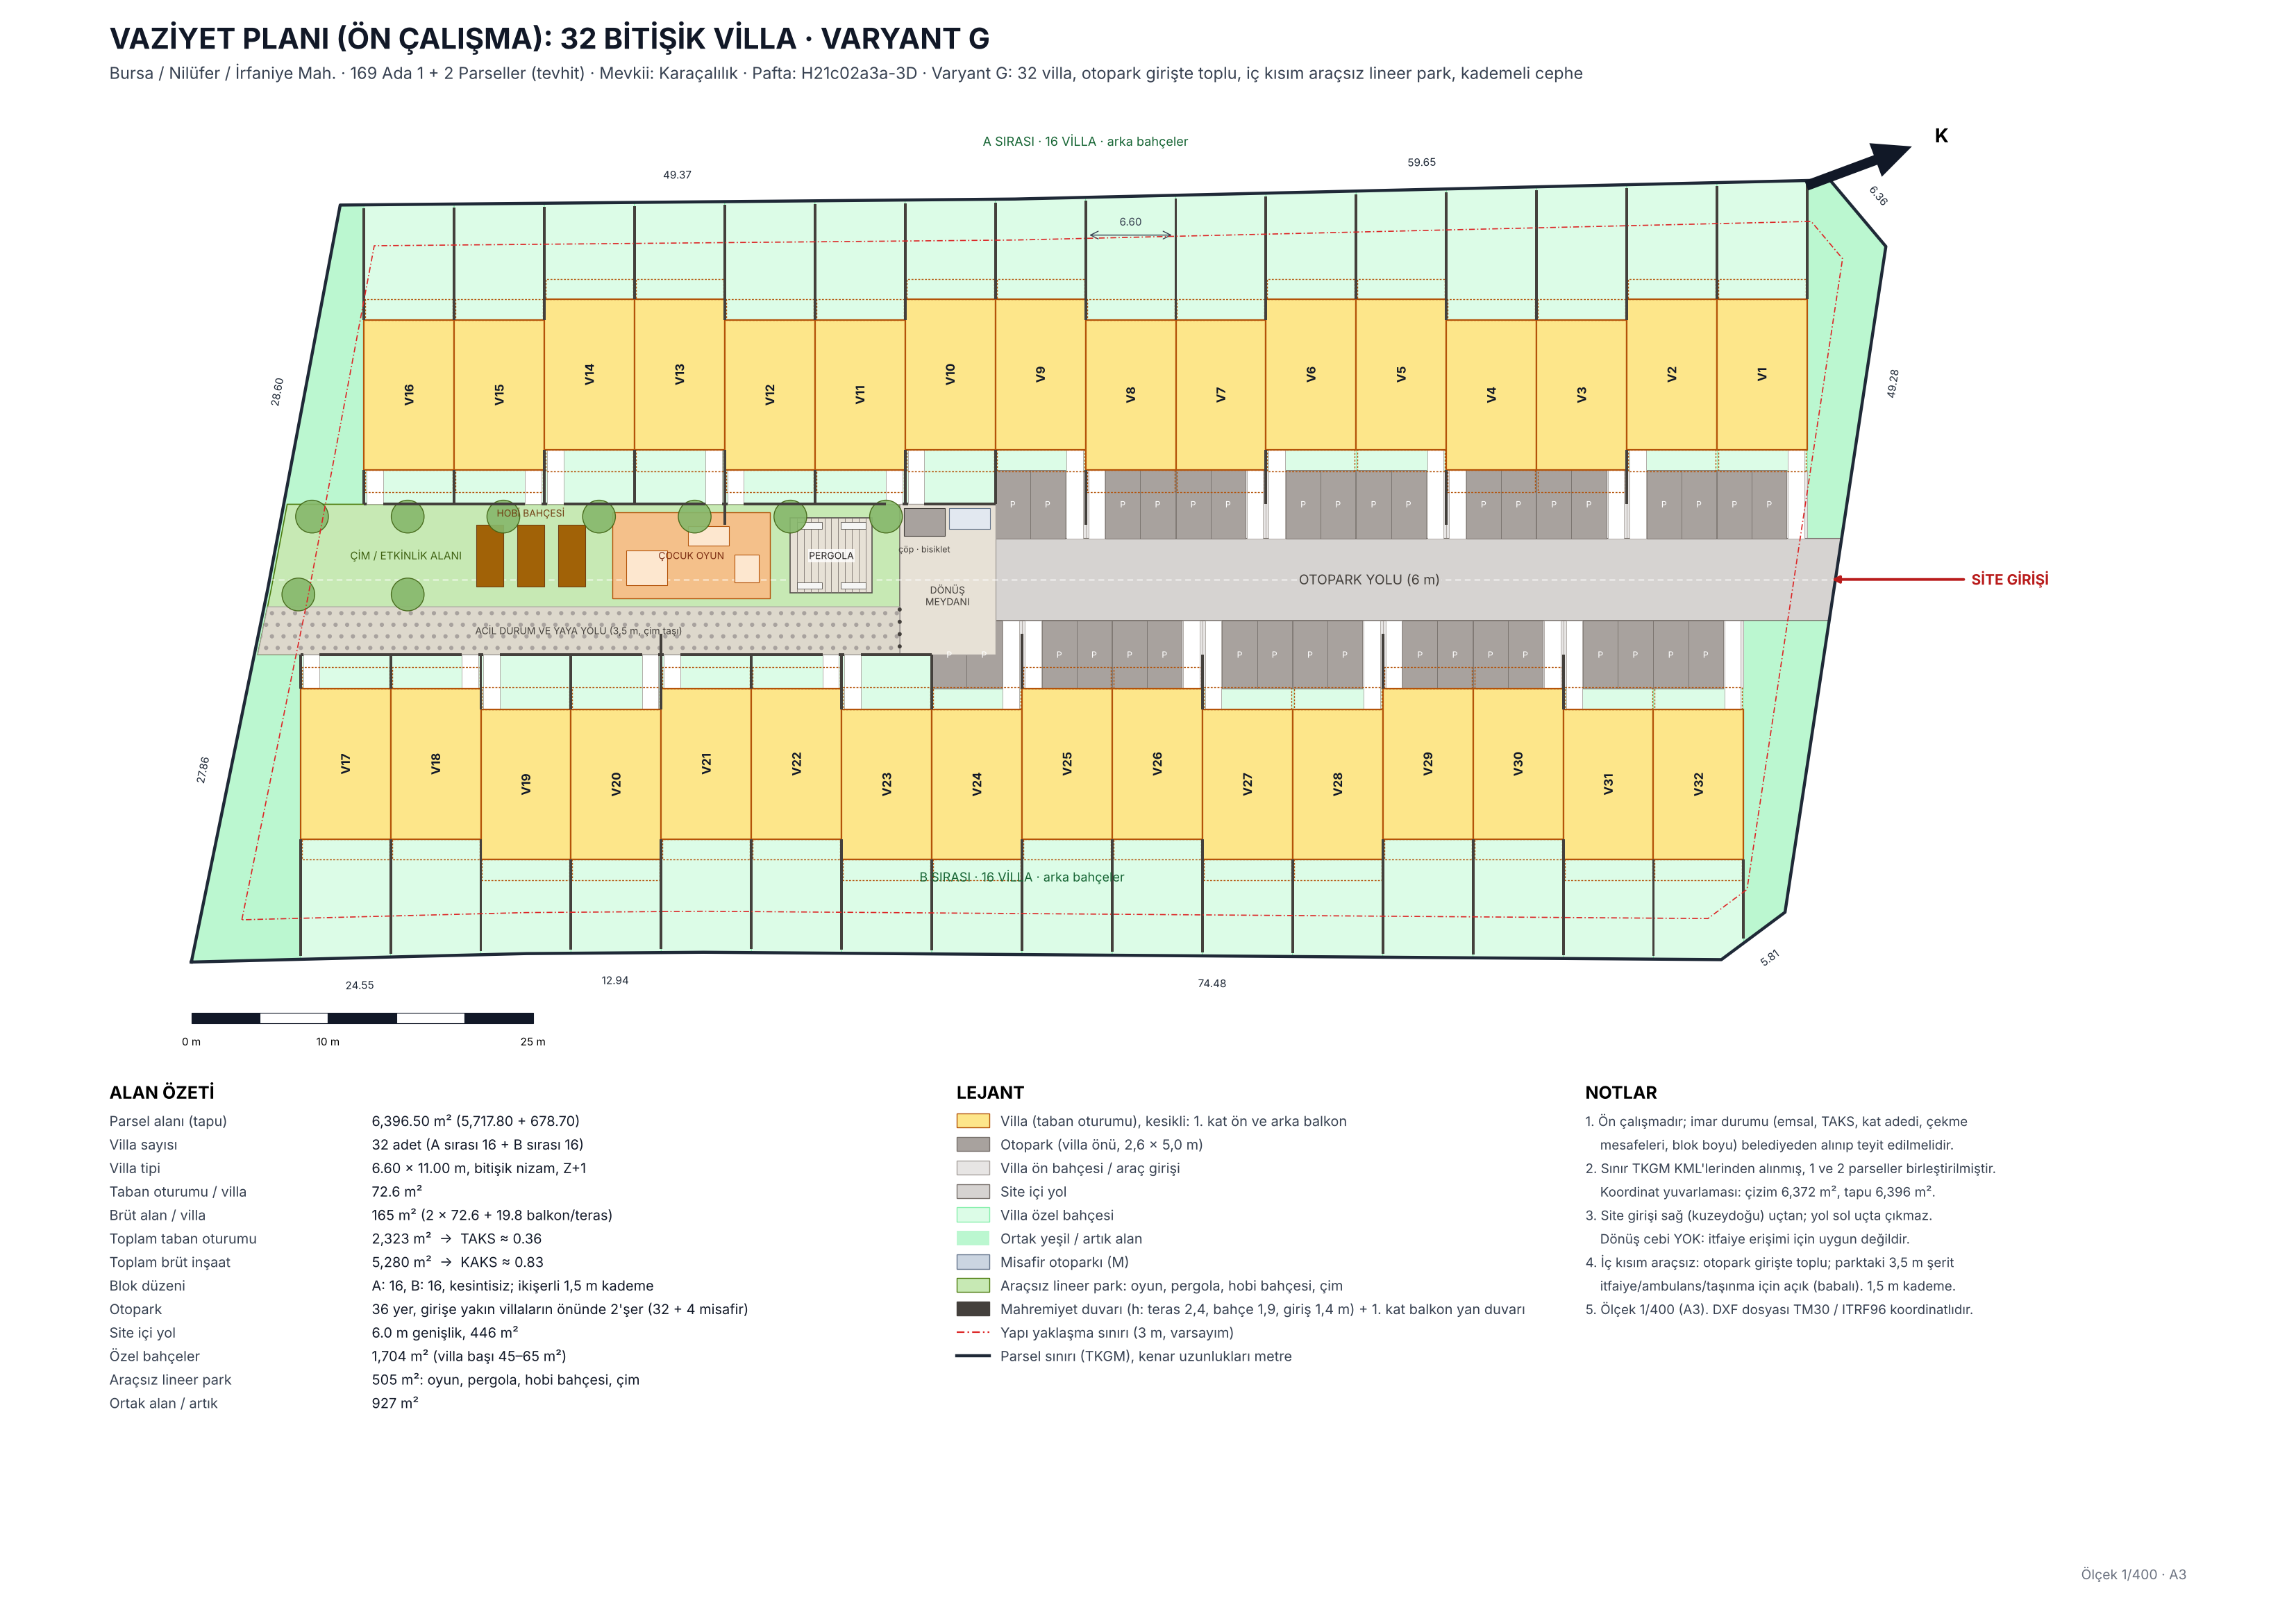 VAZİYET PLANI (ÖN ÇALIŞMA): 32 BİTİŞİK VİLLA · VARYANT G
Bursa / Nilüfer / İrfaniye Mah. · 169 Ada 1 + 2 Parseller (tevhit) · Mevkii: Karaçalılık · Pafta: H21c02a3a-3D · Varyant G: 32 villa, otopark girişte toplu, iç kısım araçsız lineer park, kademeli cephe
K
A SIRASI · 16 VİLLA · arka bahçeler
49.37
59.65
6.36
6.60
28.60
49.28
V16
V15
V14
V13
V12
V11
V10
V9
V8
V7
V6
V5
V4
V3
V2
V1
P P P P P P P P P P P P P P P P P P
HOBİ BAHÇESİ
ÇİM / ETKİNLİK ALANI
ÇOCUK OYUN
PERGOLA
çöp · bisiklet
DÖNÜŞ
MEYDANI
OTOPARK YOLU (6 m)
SİTE GİRİŞİ
ACİL DURUM VE YAYA YOLU (3,5 m, çim taşı)
P P P P P P P P P P P P P P P P P P
27.86
V17
V18
V19
V20
V21
V22
V23
V24
V25
V26
V27
V28
V29
V30
V31
V32
B SIRASI · 16 VİLLA · arka bahçeler
24.55
12.94
74.48
5.81
0 m
10 m
25 m
ALAN ÖZETİ
Parsel alanı (tapu) 6,396.50 m² (5,717.80 + 678.70)
Villa sayısı 32 adet (A sırası 16 + B sırası 16)
Villa tipi 6.60 × 11.00 m, bitişik nizam, Z+1
Taban oturumu / villa 72.6 m²
Brüt alan / villa 165 m² (2 × 72.6 + 19.8 balkon/teras)
Toplam taban oturumu 2,323 m² → TAKS ≈ 0.36
Toplam brüt inşaat 5,280 m² → KAKS ≈ 0.83
Blok düzeni A: 16, B: 16, kesintisiz; ikişerli 1,5 m kademe
Otopark 36 yer, girişe yakın villaların önünde 2'şer (32 + 4 misafir)
Site içi yol 6.0 m genişlik, 446 m²
Özel bahçeler 1,704 m² (villa başı 45–65 m²)
Araçsız lineer park 505 m²: oyun, pergola, hobi bahçesi, çim
Ortak alan / artık 927 m²
LEJANT
Villa (taban oturumu), kesikli: 1. kat ön ve arka balkon
Otopark (villa önü, 2,6 × 5,0 m)
Villa ön bahçesi / araç girişi
Site içi yol
Villa özel bahçesi
Ortak yeşil / artık alan
Misafir otoparkı (M)
Araçsız lineer park: oyun, pergola, hobi bahçesi, çim
Mahremiyet duvarı (h: teras 2,4, bahçe 1,9, giriş 1,4 m) + 1. kat balkon yan duvarı
Yapı yaklaşma sınırı (3 m, varsayım)
Parsel sınırı (TKGM), kenar uzunlukları metre
NOTLAR
1. Ön çalışmadır; imar durumu (emsal, TAKS, kat adedi, çekme
mesafeleri, blok boyu) belediyeden alınıp teyit edilmelidir.
2. Sınır TKGM KML'lerinden alınmış, 1 ve 2 parseller birleştirilmiştir.
Koordinat yuvarlaması: çizim 6,372 m², tapu 6,396 m².
3. Site girişi sağ (kuzeydoğu) uçtan; yol sol uçta çıkmaz.
Dönüş cebi YOK: itfaiye erişimi için uygun değildir.
4. İç kısım araçsız: otopark girişte toplu; parktaki 3,5 m şerit
itfaiye/ambulans/taşınma için açık (babalı). 1,5 m kademe.
5. Ölçek 1/400 (A3). DXF dosyası TM30 / ITRF96 koordinatlıdır.
Ölçek 1/400 · A3